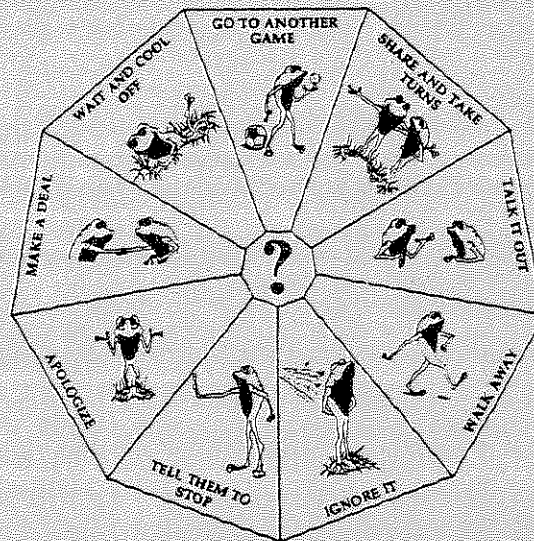 GO TO ANOTHER
GAME
SHARE AND TAKE
TURNS
TALK IT OUT
WALK AWAY
IGNORE IT
TELL THEM TO
STOP
APOLOGIZE
MAKE A DEAL
WAIT AND COOL
OFF
?